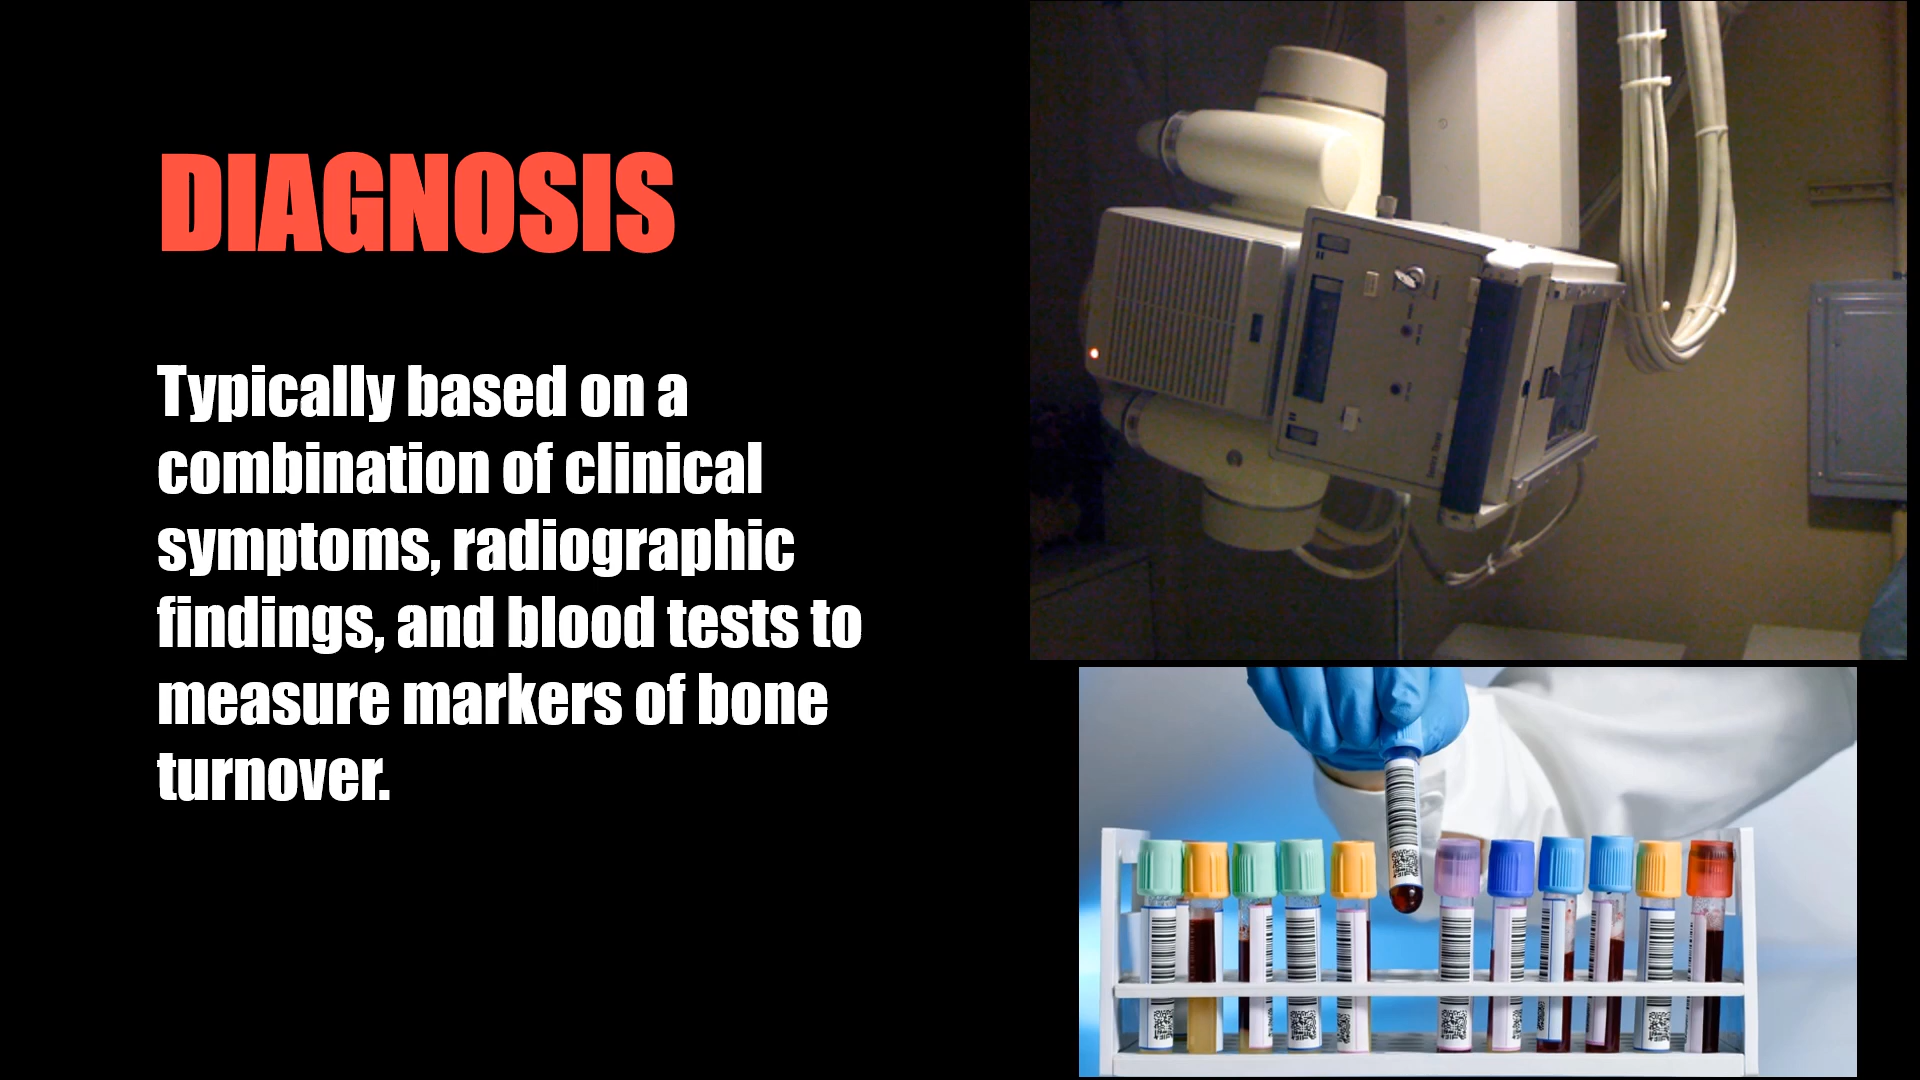 DIAGNOSIS
Typically based on a
combination of clinical
symptoms, radiographic
findings, and blood tests to
measure markers of bone
turnover.